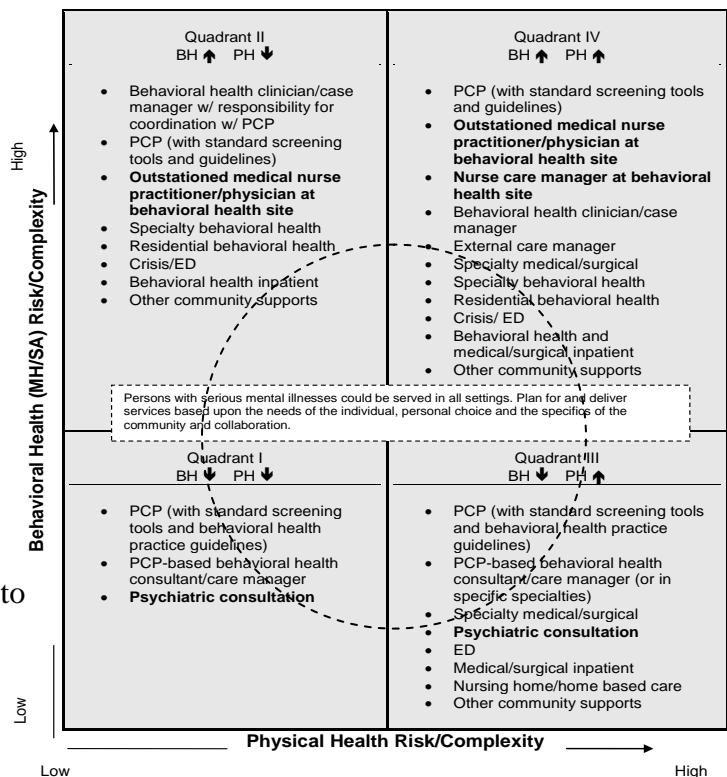 Quadrant II
BH ↑ PH ↓
• Behavioral health clinician/case
manager w/ responsibility for
coordination w/ PCP
• PCP (with standard screening
tools and guidelines)
• Outstationed medical nurse
practitioner/physician at
behavioral health site
• Specialty behavioral health
• Residential behavioral health
• Crisis/ED
• Behavioral health inpatient
• Other community supports
Quadrant IV
BH ↑ PH ↑
• PCP (with standard screening tools
and guidelines)
• Outstationed medical nurse
practitioner/physician at
behavioral health site
• Nurse care manager at behavioral
health site
• Behavioral health clinician/case
manager
• External care manager
• Specialty medical/surgical
• Specialty behavioral health
• Residential behavioral health
• Crisis/ ED
• Behavioral health and
medical/surgical inpatient
• Other community supports
Persons with serious mental illnesses could be served in all settings. Plan for and deliver
services based upon the needs of the individual, personal choice and the specifics of the
community and collaboration.
Quadrant I
BH ↓ PH ↓
• PCP (with standard screening
tools and behavioral health
practice guidelines)
• PCP-based behavioral health
consultant/care manager
• Psychiatric consultation
Quadrant III
BH ↓ PH ↑
• PCP (with standard screening tools
and behavioral health practice
guidelines)
• PCP-based behavioral health
consultant/care manager (or in
specific specialties)
• Specialty medical/surgical
• Psychiatric consultation
• ED
• Medical/surgical inpatient
• Nursing home/home based care
• Other community supports
Behavioral Health (MH/SA) Risk/Complexity
High
Low
to
Physical Health Risk/Complexity
Low
High